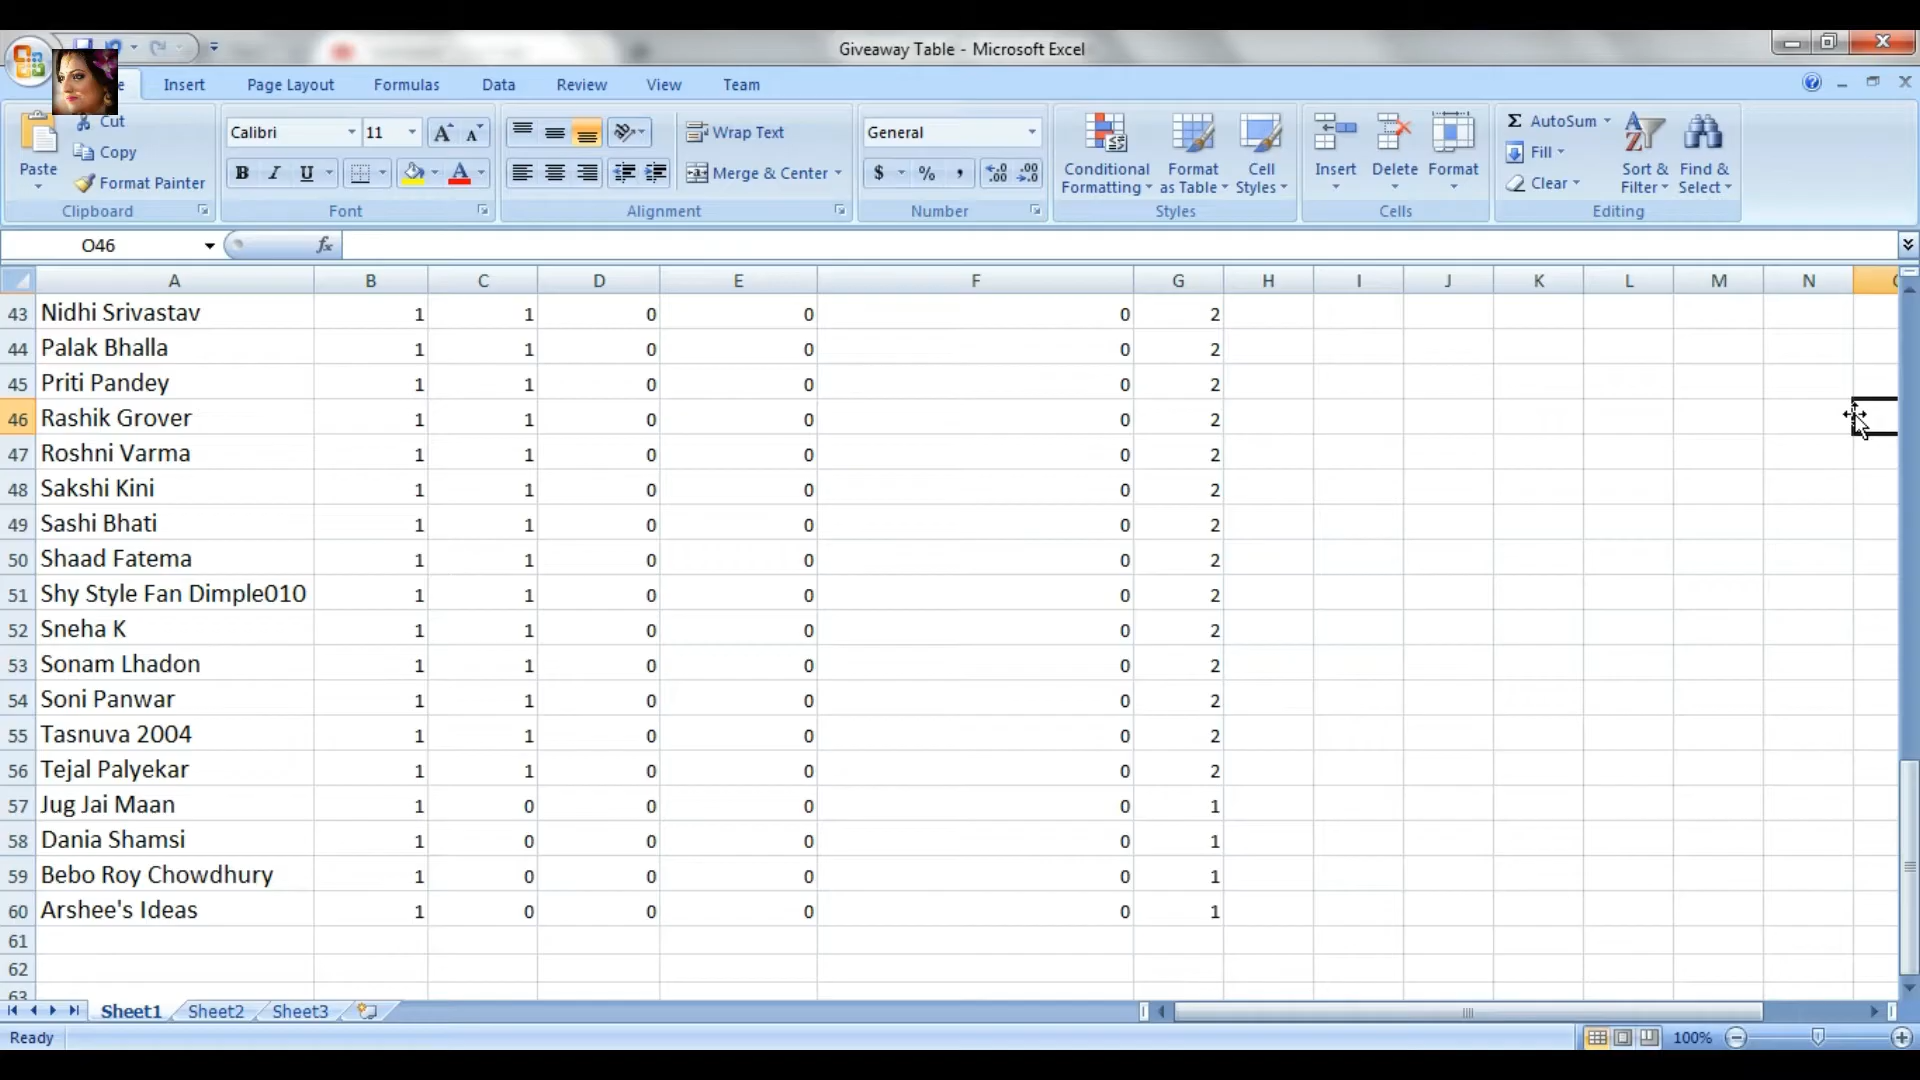 Giveaway Table - Microsoft Excel
Insert Page Layout Formulas Data Review View Team
Paste Cut Copy Format Painter Clipboard
Calibri 11 B I U A Font
Wrap Text Merge & Center Alignment
General $ % , Number
Conditional Formatting Format as Table Cell Styles Styles
Insert Delete Format Cells
Σ AutoSum Fill Clear Sort & Filter Find & Select Editing
O46 fx
A B C D E F G H I J K L M N
43 Nidhi Srivastav 1 1 0 0 0 2
44 Palak Bhalla 1 1 0 0 0 2
45 Priti Pandey 1 1 0 0 0 2
46 Rashik Grover 1 1 0 0 0 2
47 Roshni Varma 1 1 0 0 0 2
48 Sakshi Kini 1 1 0 0 0 2
49 Sashi Bhati 1 1 0 0 0 2
50 Shaad Fatema 1 1 0 0 0 2
51 Shy Style Fan Dimple010 1 1 0 0 0 2
52 Sneha K 1 1 0 0 0 2
53 Sonam Lhadon 1 1 0 0 0 2
54 Soni Panwar 1 1 0 0 0 2
55 Tasnuva 2004 1 1 0 0 0 2
56 Tejal Palyekar 1 1 0 0 0 2
57 Jug Jai Maan 1 0 0 0 0 1
58 Dania Shamsi 1 0 0 0 0 1
59 Bebo Roy Chowdhury 1 0 0 0 0 1
60 Arshee's Ideas 1 0 0 0 0 1
61
62
63
Sheet1 Sheet2 Sheet3
Ready 100%